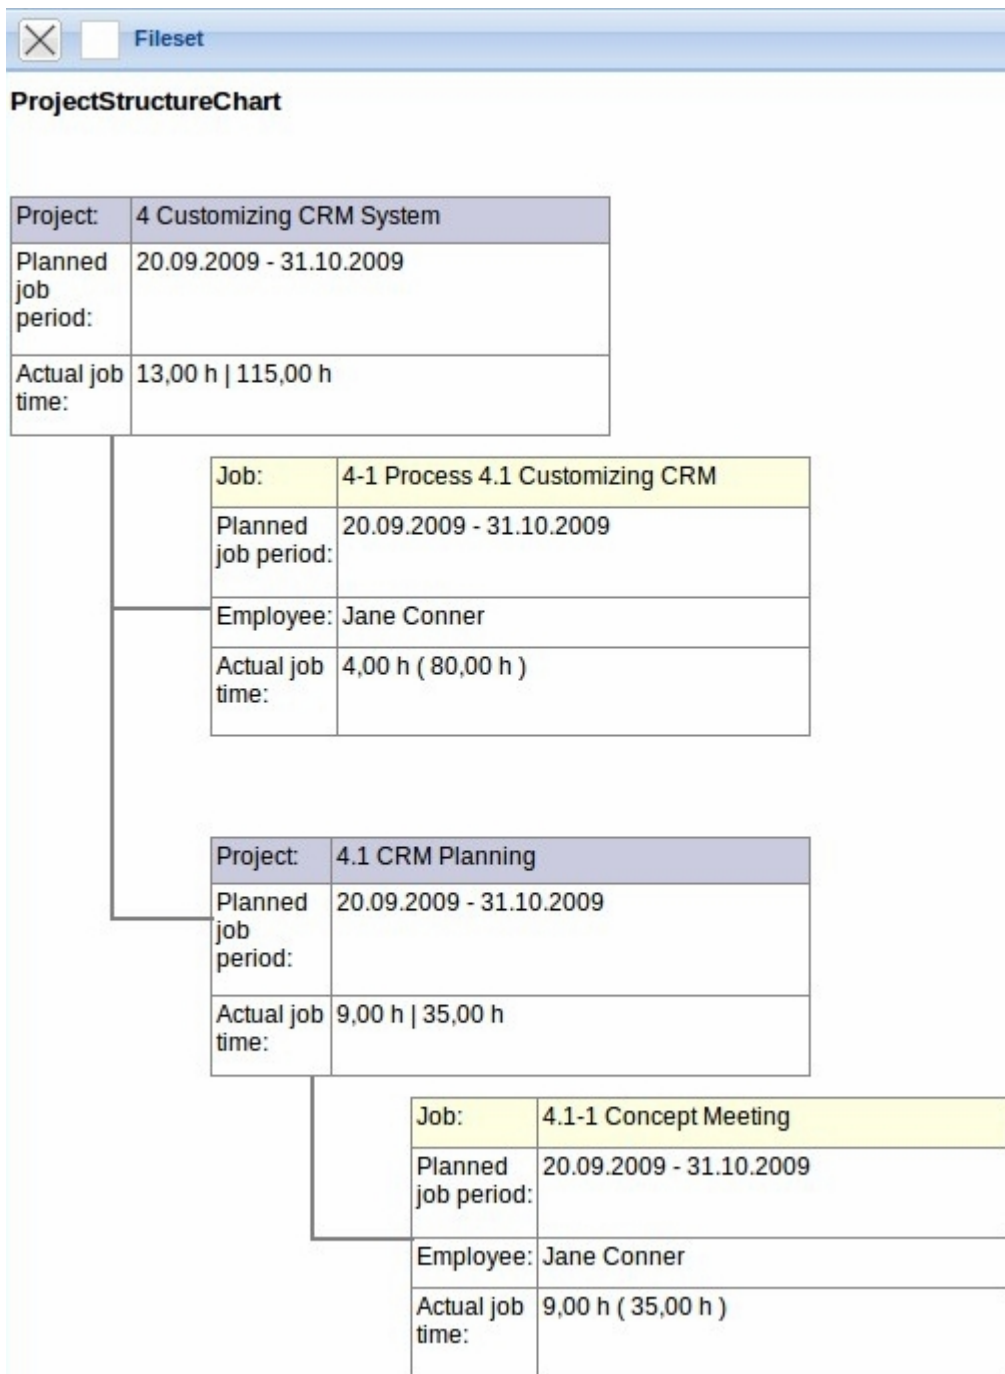 Fileset
ProjectStructureChart
Project: 4 Customizing CRM System
Planned 20.09.2009 - 31.10.2009
job
period:
Actual job 13,00 h | 115,00 h
time:
Job: 4-1 Process 4.1 Customizing CRM
Planned 20.09.2009 - 31.10.2009
job period:
Employee: Jane Conner
Actual job 4,00 h ( 80,00 h )
time:
Project: 4.1 CRM Planning
Planned 20.09.2009 - 31.10.2009
job
period:
Actual job 9,00 h | 35,00 h
time:
Job: 4.1-1 Concept Meeting
Planned 20.09.2009 - 31.10.2009
job period:
Employee: Jane Conner
Actual job 9,00 h ( 35,00 h )
time: